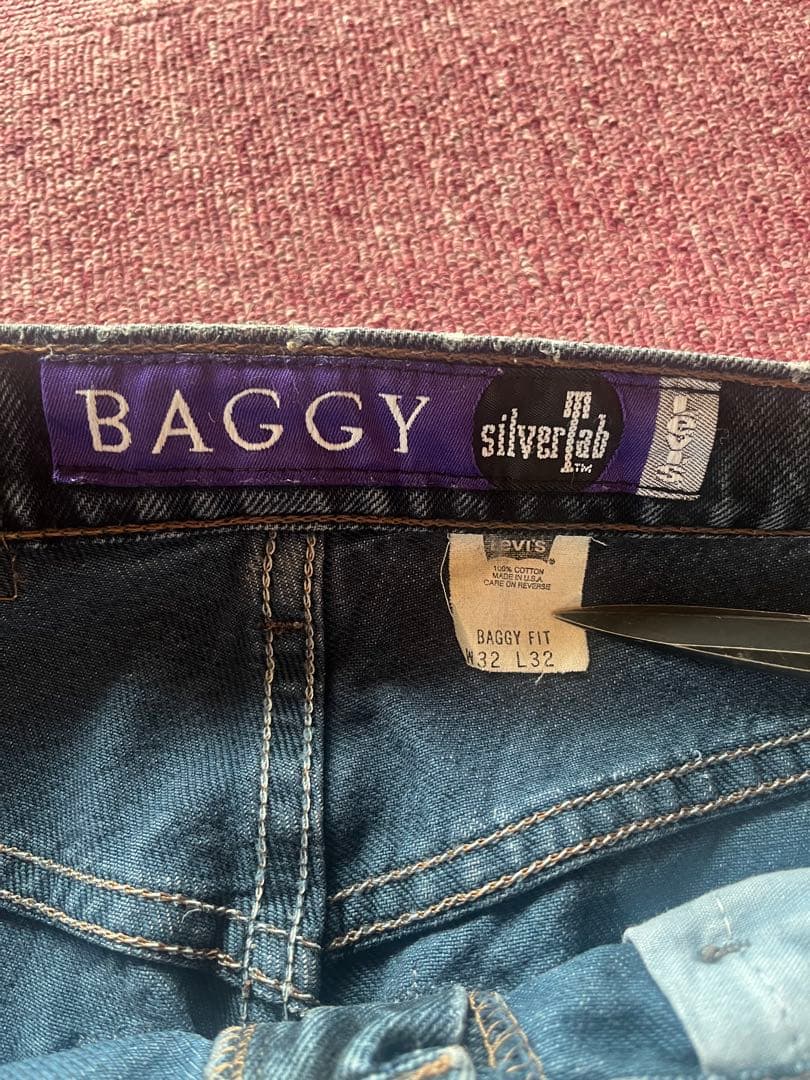 BAGGY
silverTab
TM
LEVI'S
Levi's
100% COTTON
MADE IN U.S.A.
CARE ON REVERSE
BAGGY FIT
W32 L32